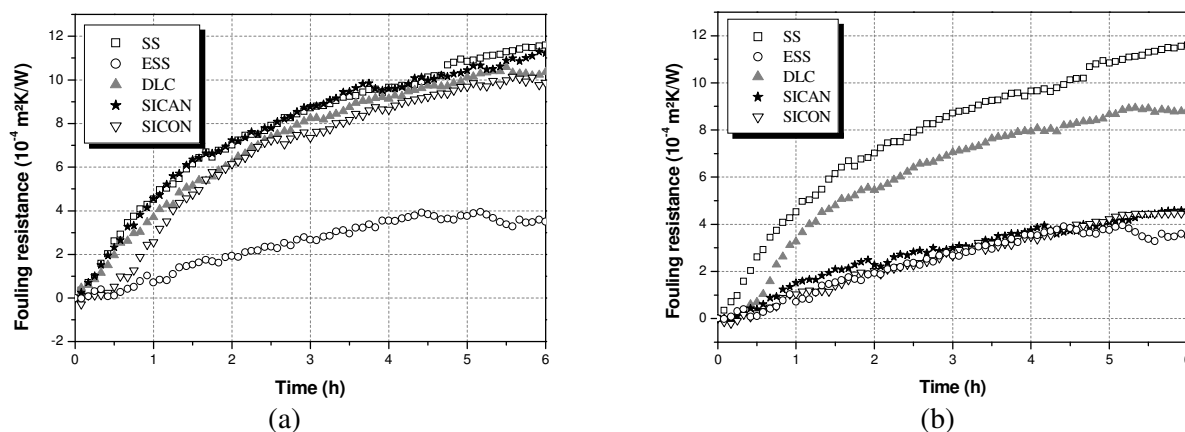 SS
ESS
DLC
SICAN
SICON
Fouling resistance (10⁻⁴ m²K/W)
12
10
8
6
4
2
0
-2
0 1 2 3 4 5 6
Time (h)
(a)
SS
ESS
DLC
SICAN
SICON
Fouling resistance (10⁻⁴ m²K/W)
12
10
8
6
4
2
0
0 1 2 3 4 5 6
Time (h)
(b)